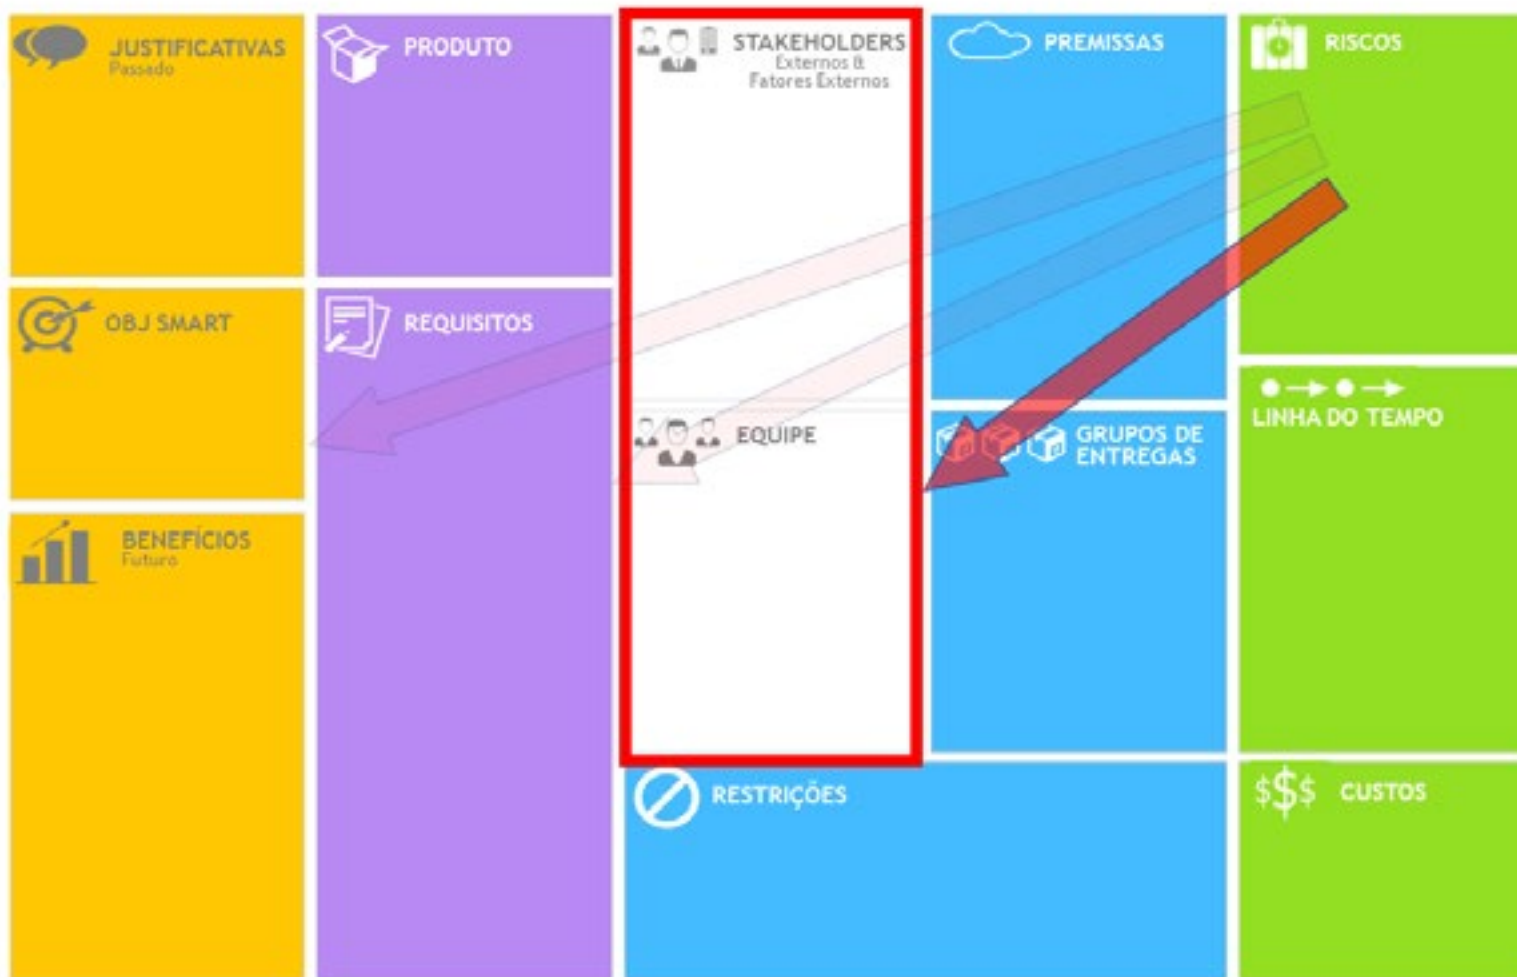 JUSTIFICATIVAS
Passado
PRODUTO
STAKEHOLDERS
Externos &
Fatores Externos
PREMISSAS
RISCOS
OBJ SMART
REQUISITOS
EQUIPE
GRUPOS DE
ENTREGAS
LINHA DO TEMPO
BENEFÍCIOS
Futuro
RESTRIÇÕES
$$$ CUSTOS